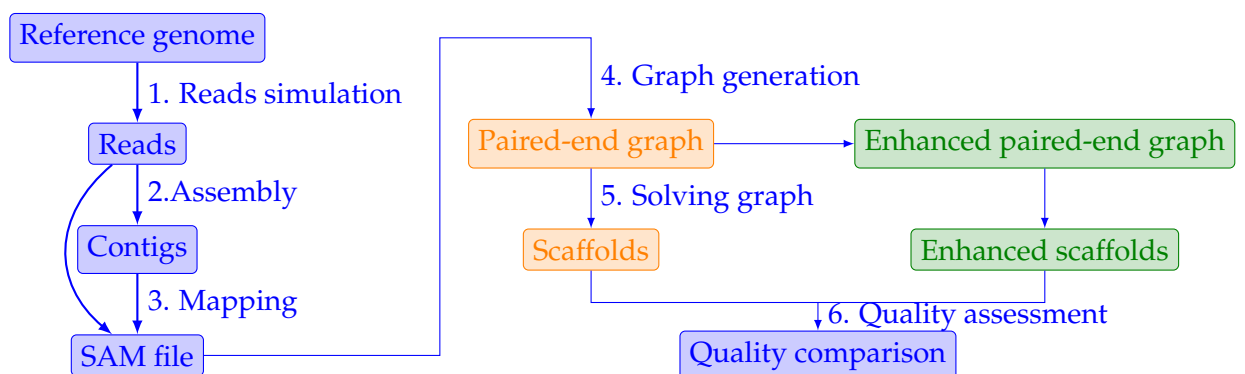 Reference genome
1. Reads simulation
Reads
2.Assembly
Contigs
3. Mapping
SAM file
4. Graph generation
Paired-end graph
Enhanced paired-end graph
5. Solving graph
Scaffolds
Enhanced scaffolds
6. Quality assessment
Quality comparison